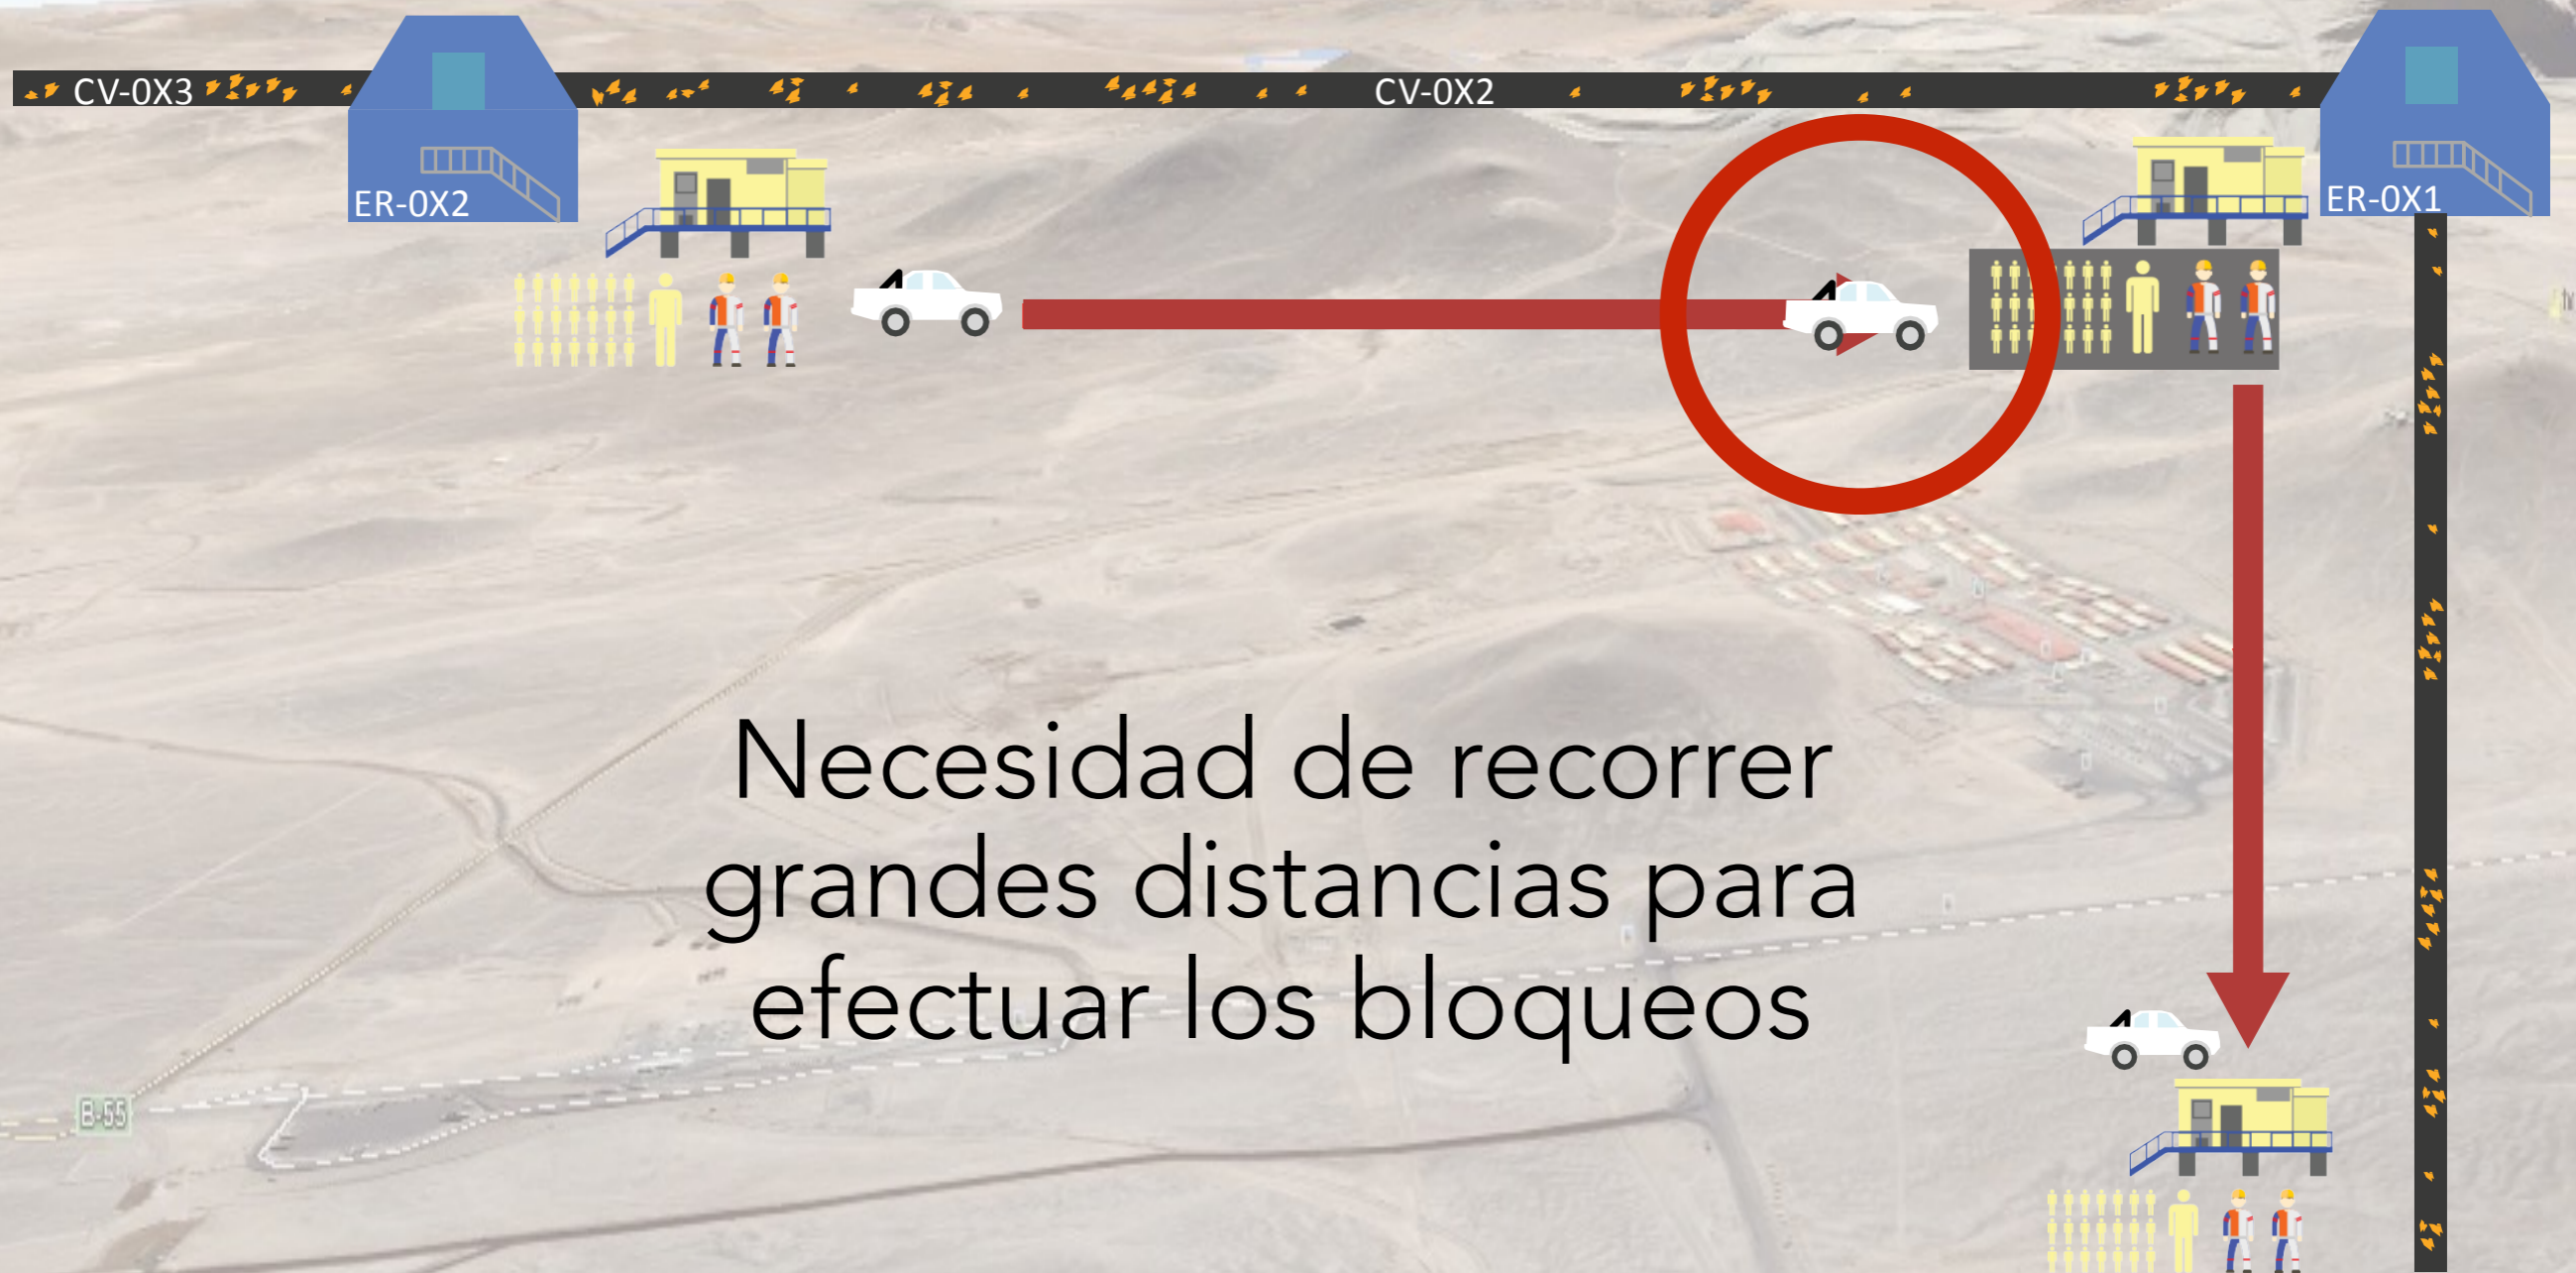 CV-0X3
CV-0X2
ER-0X2
ER-0X1
Necesidad de recorrer
grandes distancias para
efectuar los bloqueos
B-55